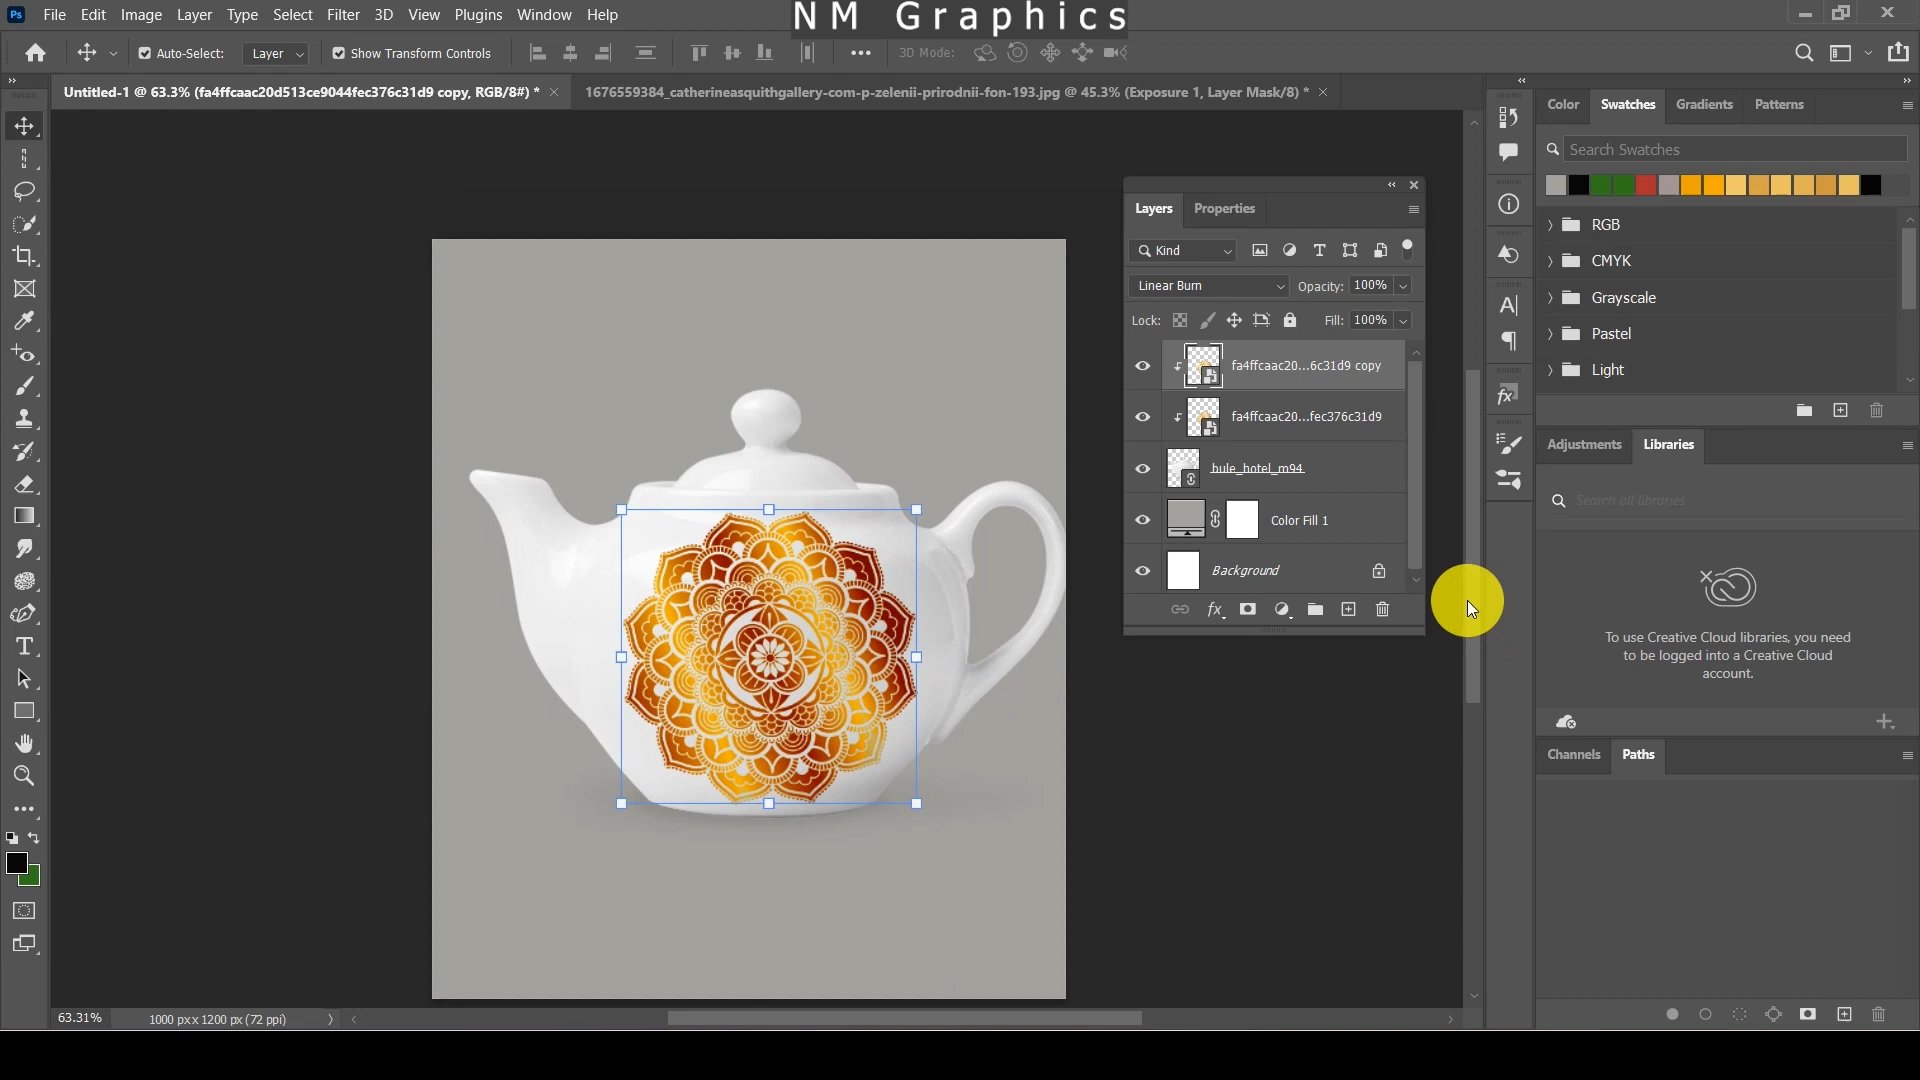 Ps File Edit Image Layer Type Select Filter 3D View Plugins Window Help
NM Graphics
Auto-Select: Layer Show Transform Controls 3D Mode:
Untitled-1 @ 63.3% (fa4ffcaac20d513ce9044fec376c31d9 copy, RGB/8#) * ×
1676559384_catherineasquithgallery-com-p-zelenii-prirodnii-fon-193.jpg @ 45.3% (Exposure 1, Layer Mask/8) * ×
Layers Properties
Kind
Linear Burn Opacity: 100%
Lock: Fill: 100%
fa4ffcaac20...6c31d9 copy
fa4ffcaac20...fec376c31d9
hule_hotel_m94
Color Fill 1
Background
fx
Color Swatches Gradients Patterns
Search Swatches
RGB
CMYK
Grayscale
Pastel
Light
Adjustments Libraries
Search all libraries
To use Creative Cloud libraries, you need
to be logged into a Creative Cloud
account.
Channels Paths
63.31% 1000 px x 1200 px (72 ppi)